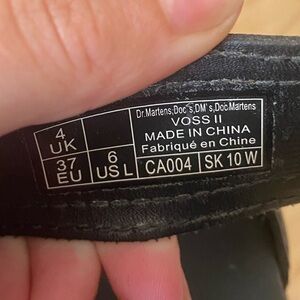 Dr.Martens,Doc's,DM's,Doc Martens
VOSS II
MADE IN CHINA
Fabriqué en Chine
4 UK
37 EU
6 US L
CA004
SK 10 W